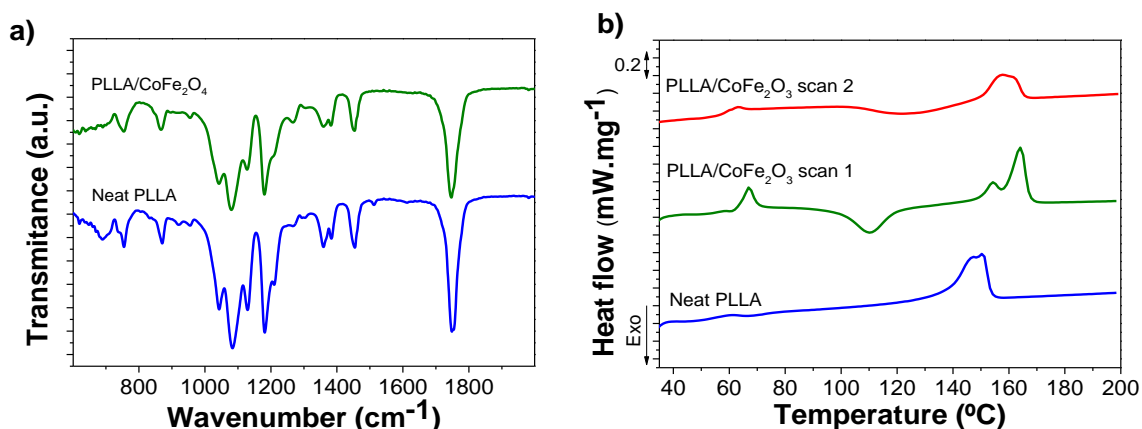 a)
Transmitance (a.u.)
PLLA/CoFe₂O₄
Neat PLLA
800 1000 1200 1400 1600 1800
Wavenumber (cm⁻¹)
b)
Heat flow (mW.mg⁻¹)
0.2
PLLA/CoFe₂O₃ scan 2
PLLA/CoFe₂O₃ scan 1
Neat PLLA
Exo
40 60 80 100 120 140 160 180 200
Temperature (ºC)